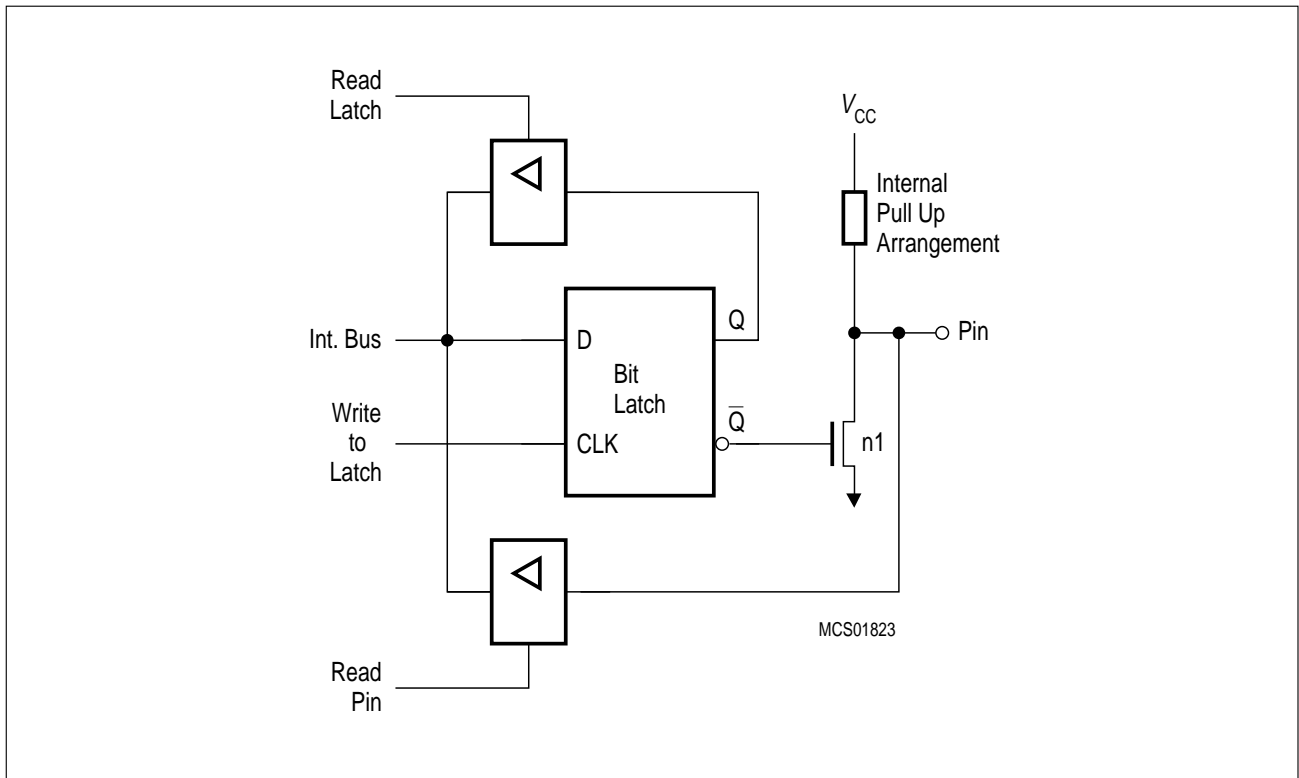 Read
Latch
V CC
Internal
Pull Up
Arrangement
Q
Int. Bus
D
Pin
Bit
Latch
Q̅
Write
to
Latch
CLK
n1
MCS01823
Read
Pin